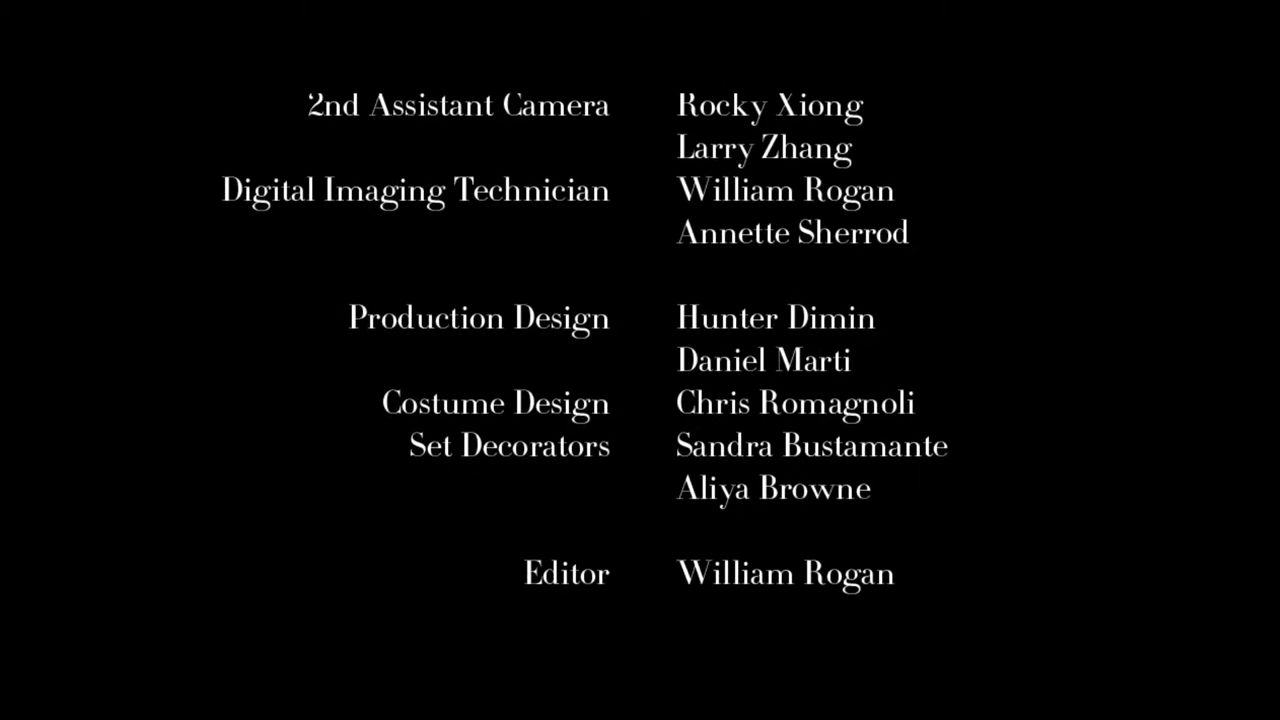 2nd Assistant Camera Rocky Xiong
Larry Zhang
Digital Imaging Technician William Rogan
Annette Sherrod
Production Design Hunter Dimin
Daniel Marti
Costume Design Chris Romagnoli
Set Decorators Sandra Bustamante
Aliya Browne
Editor William Rogan